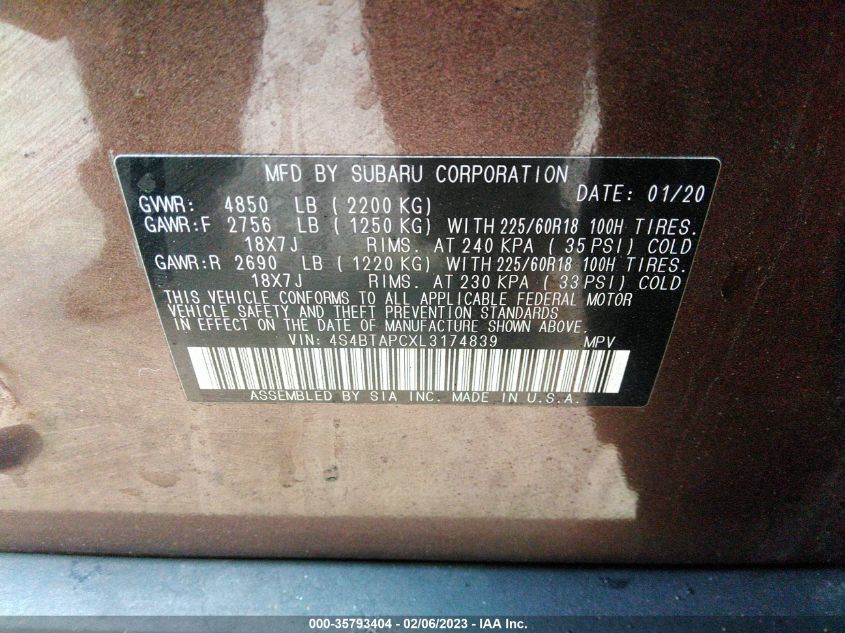 MFD BY SUBARU CORPORATION
DATE: 01/20
GVWR: 4850 LB ( 2200 KG)
GAWR:F 2756 LB ( 1250 KG) WITH 225/60R18 100H TIRES.
18X7J RIMS. AT 240 KPA ( 35 PSI) COLD
GAWR:R 2690 LB ( 1220 KG) WITH 225/60R18 100H TIRES.
18X7J RIMS. AT 230 KPA ( 33 PSI) COLD
THIS VEHICLE CONFORMS TO ALL APPLICABLE FEDERAL MOTOR
VEHICLE SAFETY AND THEFT PREVENTION STANDARDS
IN EFFECT ON THE DATE OF MANUFACTURE SHOWN ABOVE.
VIN: 4S4BTAPCXL3174839 MPV
ASSEMBLED BY SIA INC. MADE IN U.S.A.
000-35793404 - 02/06/2023 - IAA Inc.